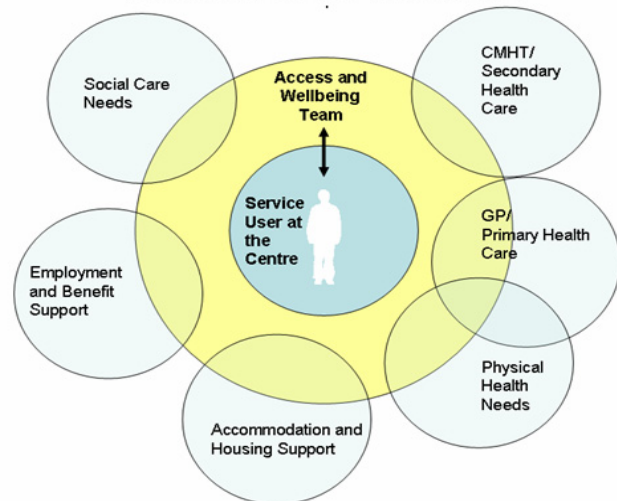 Social Care
Needs
Access and
Wellbeing
Team
CMHT/
Secondary
Health
Care
Service
User at
the
Centre
GP/
Primary Health
Care
Employment
and Benefit
Support
Physical
Health
Needs
Accommodation and
Housing Support